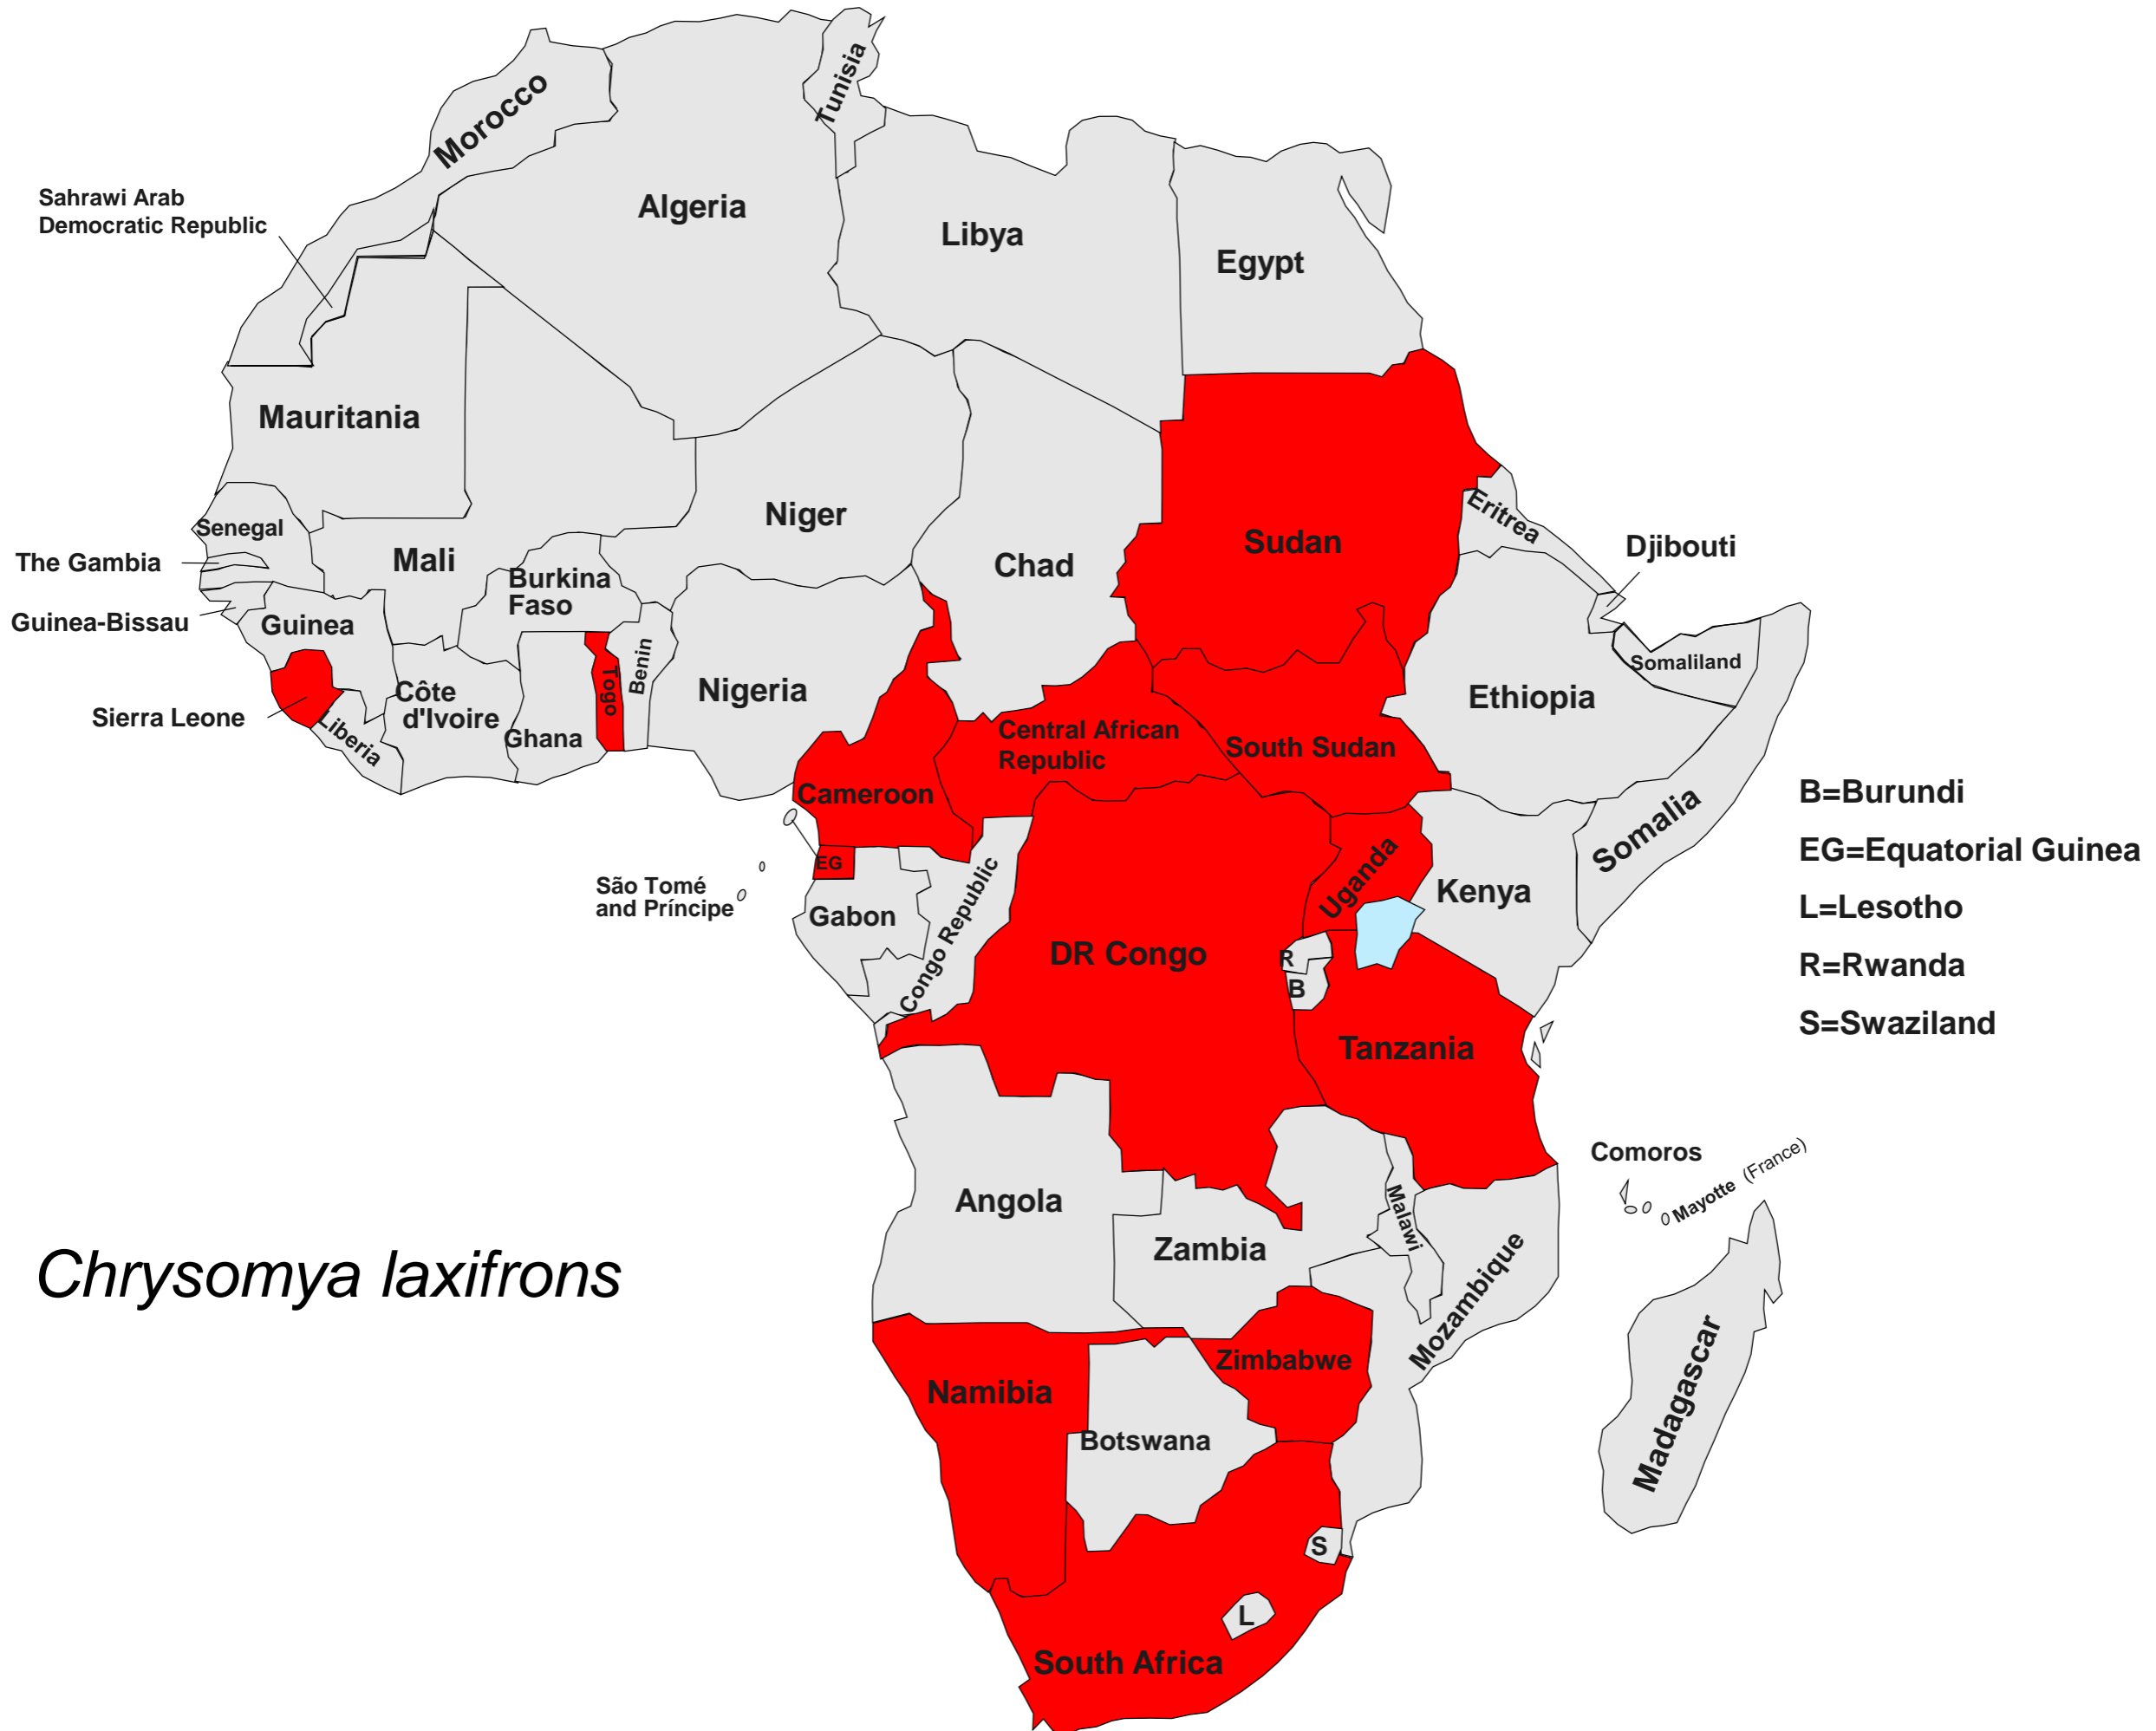 Morocco
Tunisia
Sahrawi Arab
Democratic Republic
Algeria
Libya
Egypt
Mauritania
Senegal
The Gambia
Guinea-Bissau
Guinea
Mali
Burkina
Faso
Niger
Chad
Sudan
Eritrea
Djibouti
Sierra Leone
Liberia
Côte
d'Ivoire
Ghana
Togo
Benin
Nigeria
Cameroon
Central African
Republic
South Sudan
Ethiopia
Somaliland
Somalia
EG
São Tomé
and Príncipe
Gabon
Congo Republic
DR Congo
Uganda
Kenya
R
B
Tanzania
B=Burundi
EG=Equatorial Guinea
L=Lesotho
R=Rwanda
S=Swaziland
Comoros
Mayotte (France)
Angola
Zambia
Malawi
Mozambique
Madagascar
Chrysomya laxifrons
Namibia
Zimbabwe
Botswana
S
L
South Africa